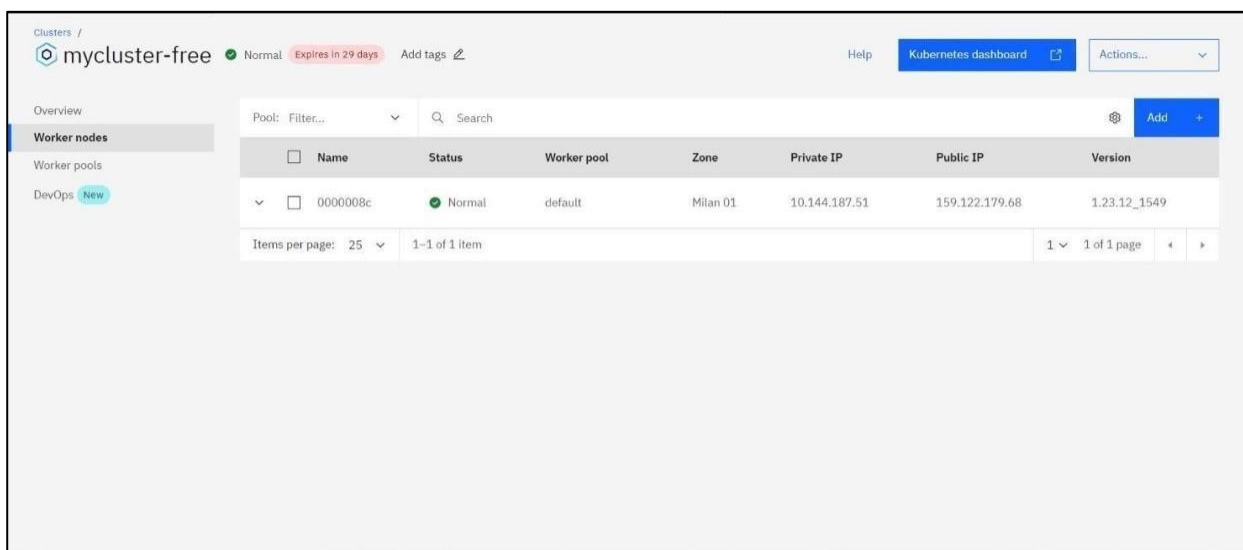 Clusters /
mycluster-free Normal Expires in 29 days Add tags Help Kubernetes dashboard Actions...
Overview
Worker nodes
Worker pools
DevOps New
Pool: Filter... Search Add +
Name Status Worker pool Zone Private IP Public IP Version
0000008c Normal default Milan 01 10.144.187.51 159.122.179.68 1.23.12_1549
Items per page: 25 1–1 of 1 item 1 1 of 1 page